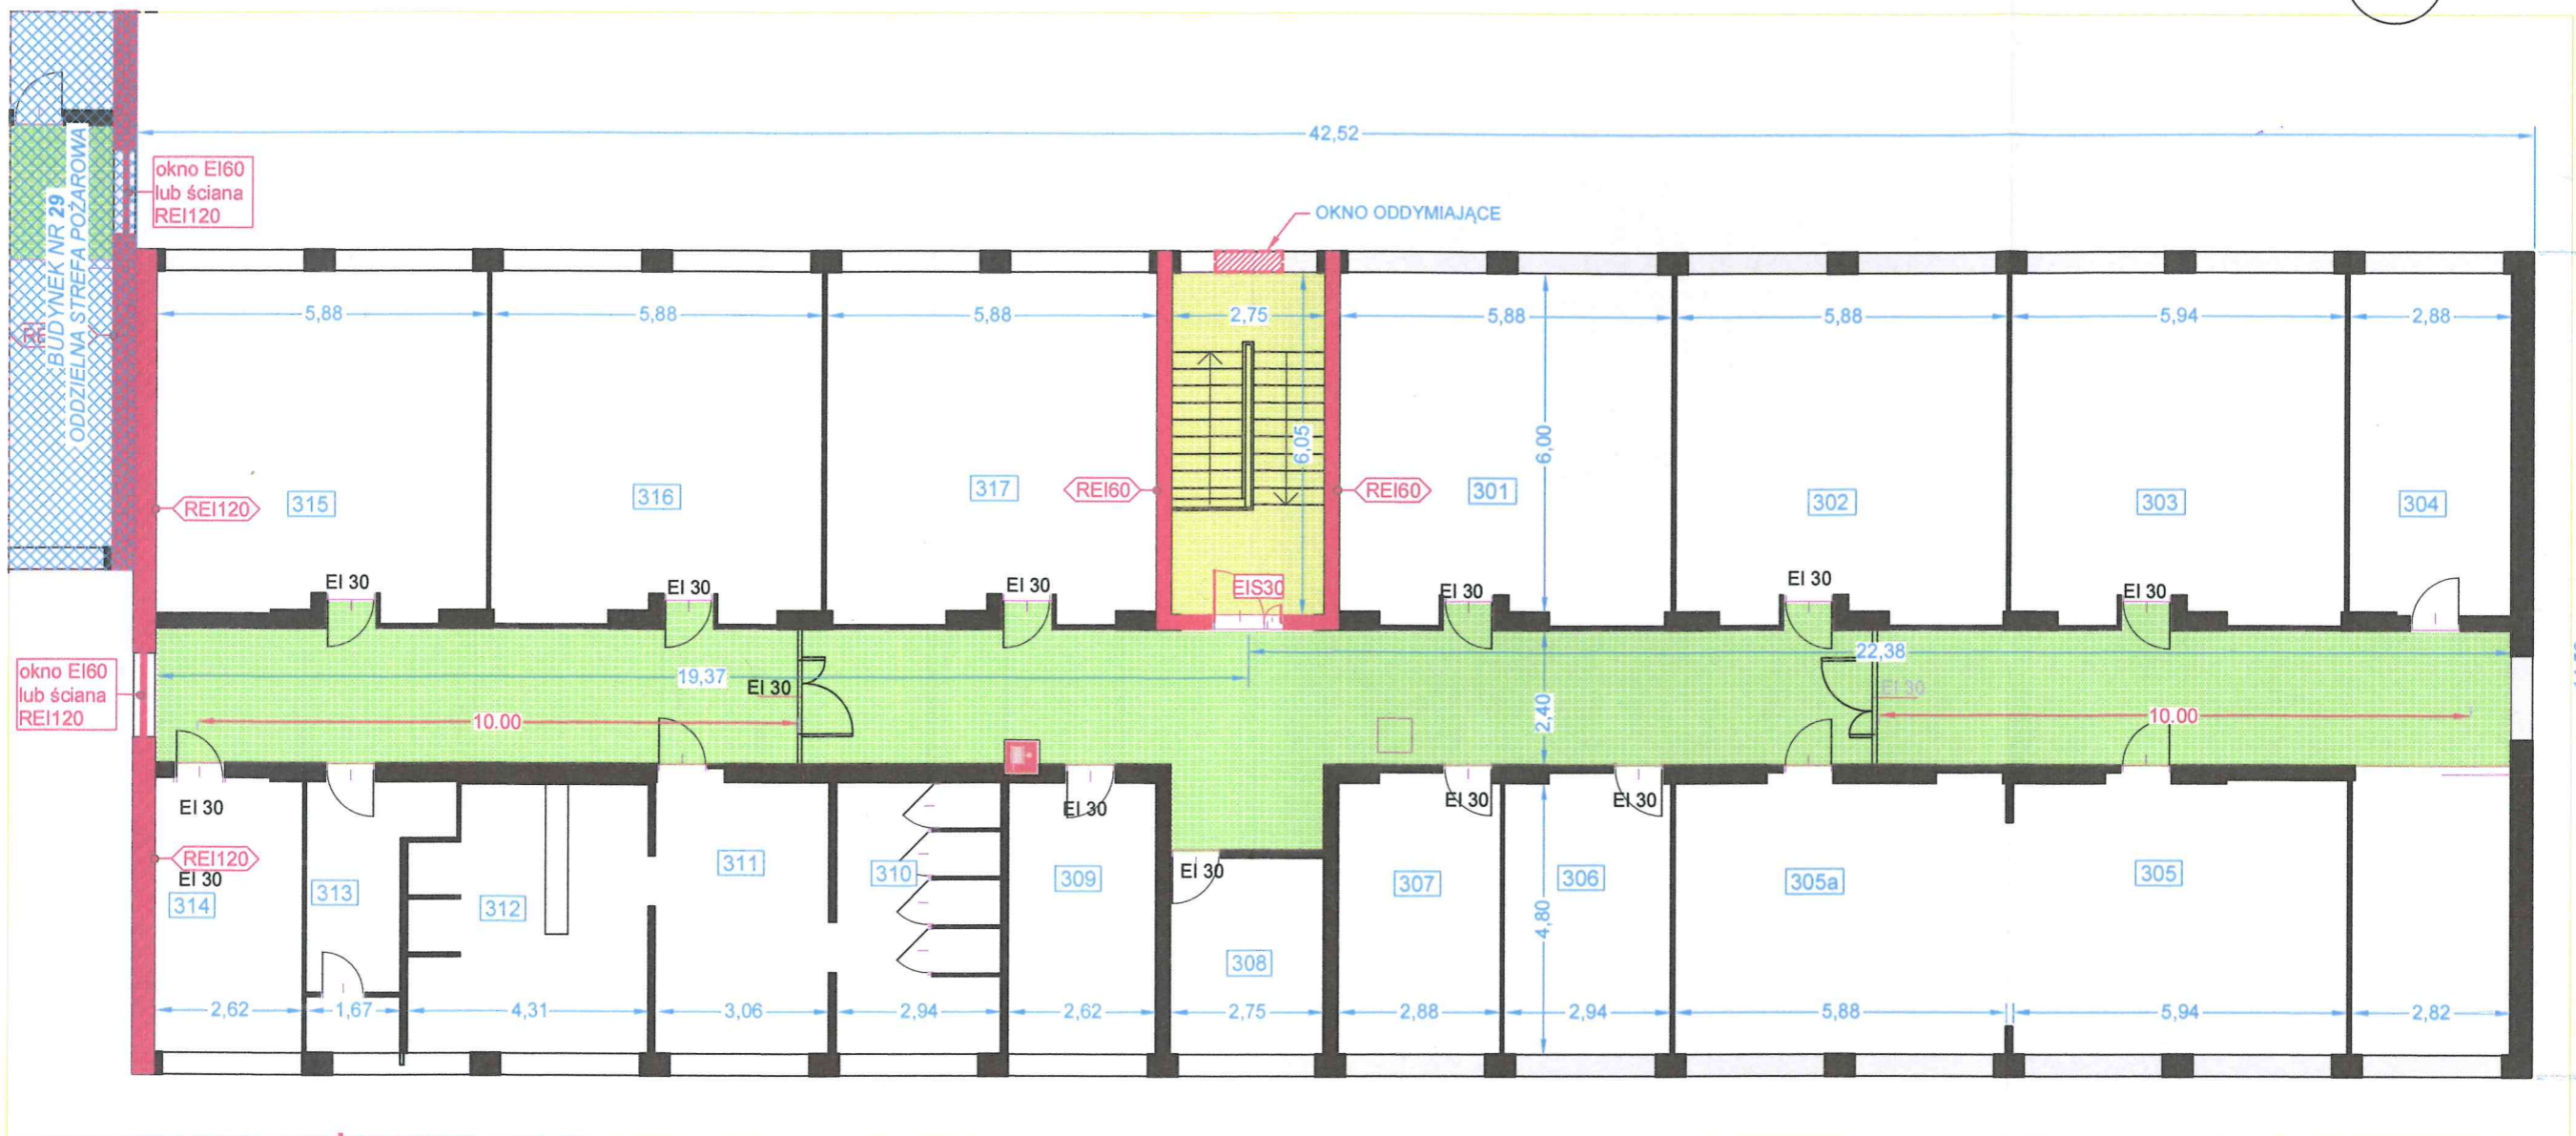 42,52
okno EI60
lub ściana
REI120
BUDYNEK NR 29
ODDZIELNA STREFA POŻAROWA
OKNO ODDYMIAJĄCE
5,88
5,88
5,88
2,75
5,88
5,88
5,94
2,88
6,05
6,00
REI120
315
316
317
REI60
REI60
301
302
303
304
EI 30
EI 30
EI 30
EIS30
EI 30
EI 30
EI 30
okno EI60
lub ściana
REI120
19,37
EI 30
22,38
EI 30
10.00
2,40
10.00
EI 30
EI 30
EI 30
EI 30
REI120
EI 30
314
313
312
311
310
309
EI 30
308
307
306
305a
305
4,80
2,62
1,67
4,31
3,06
2,94
2,62
2,75
2,88
2,94
5,88
5,94
2,82